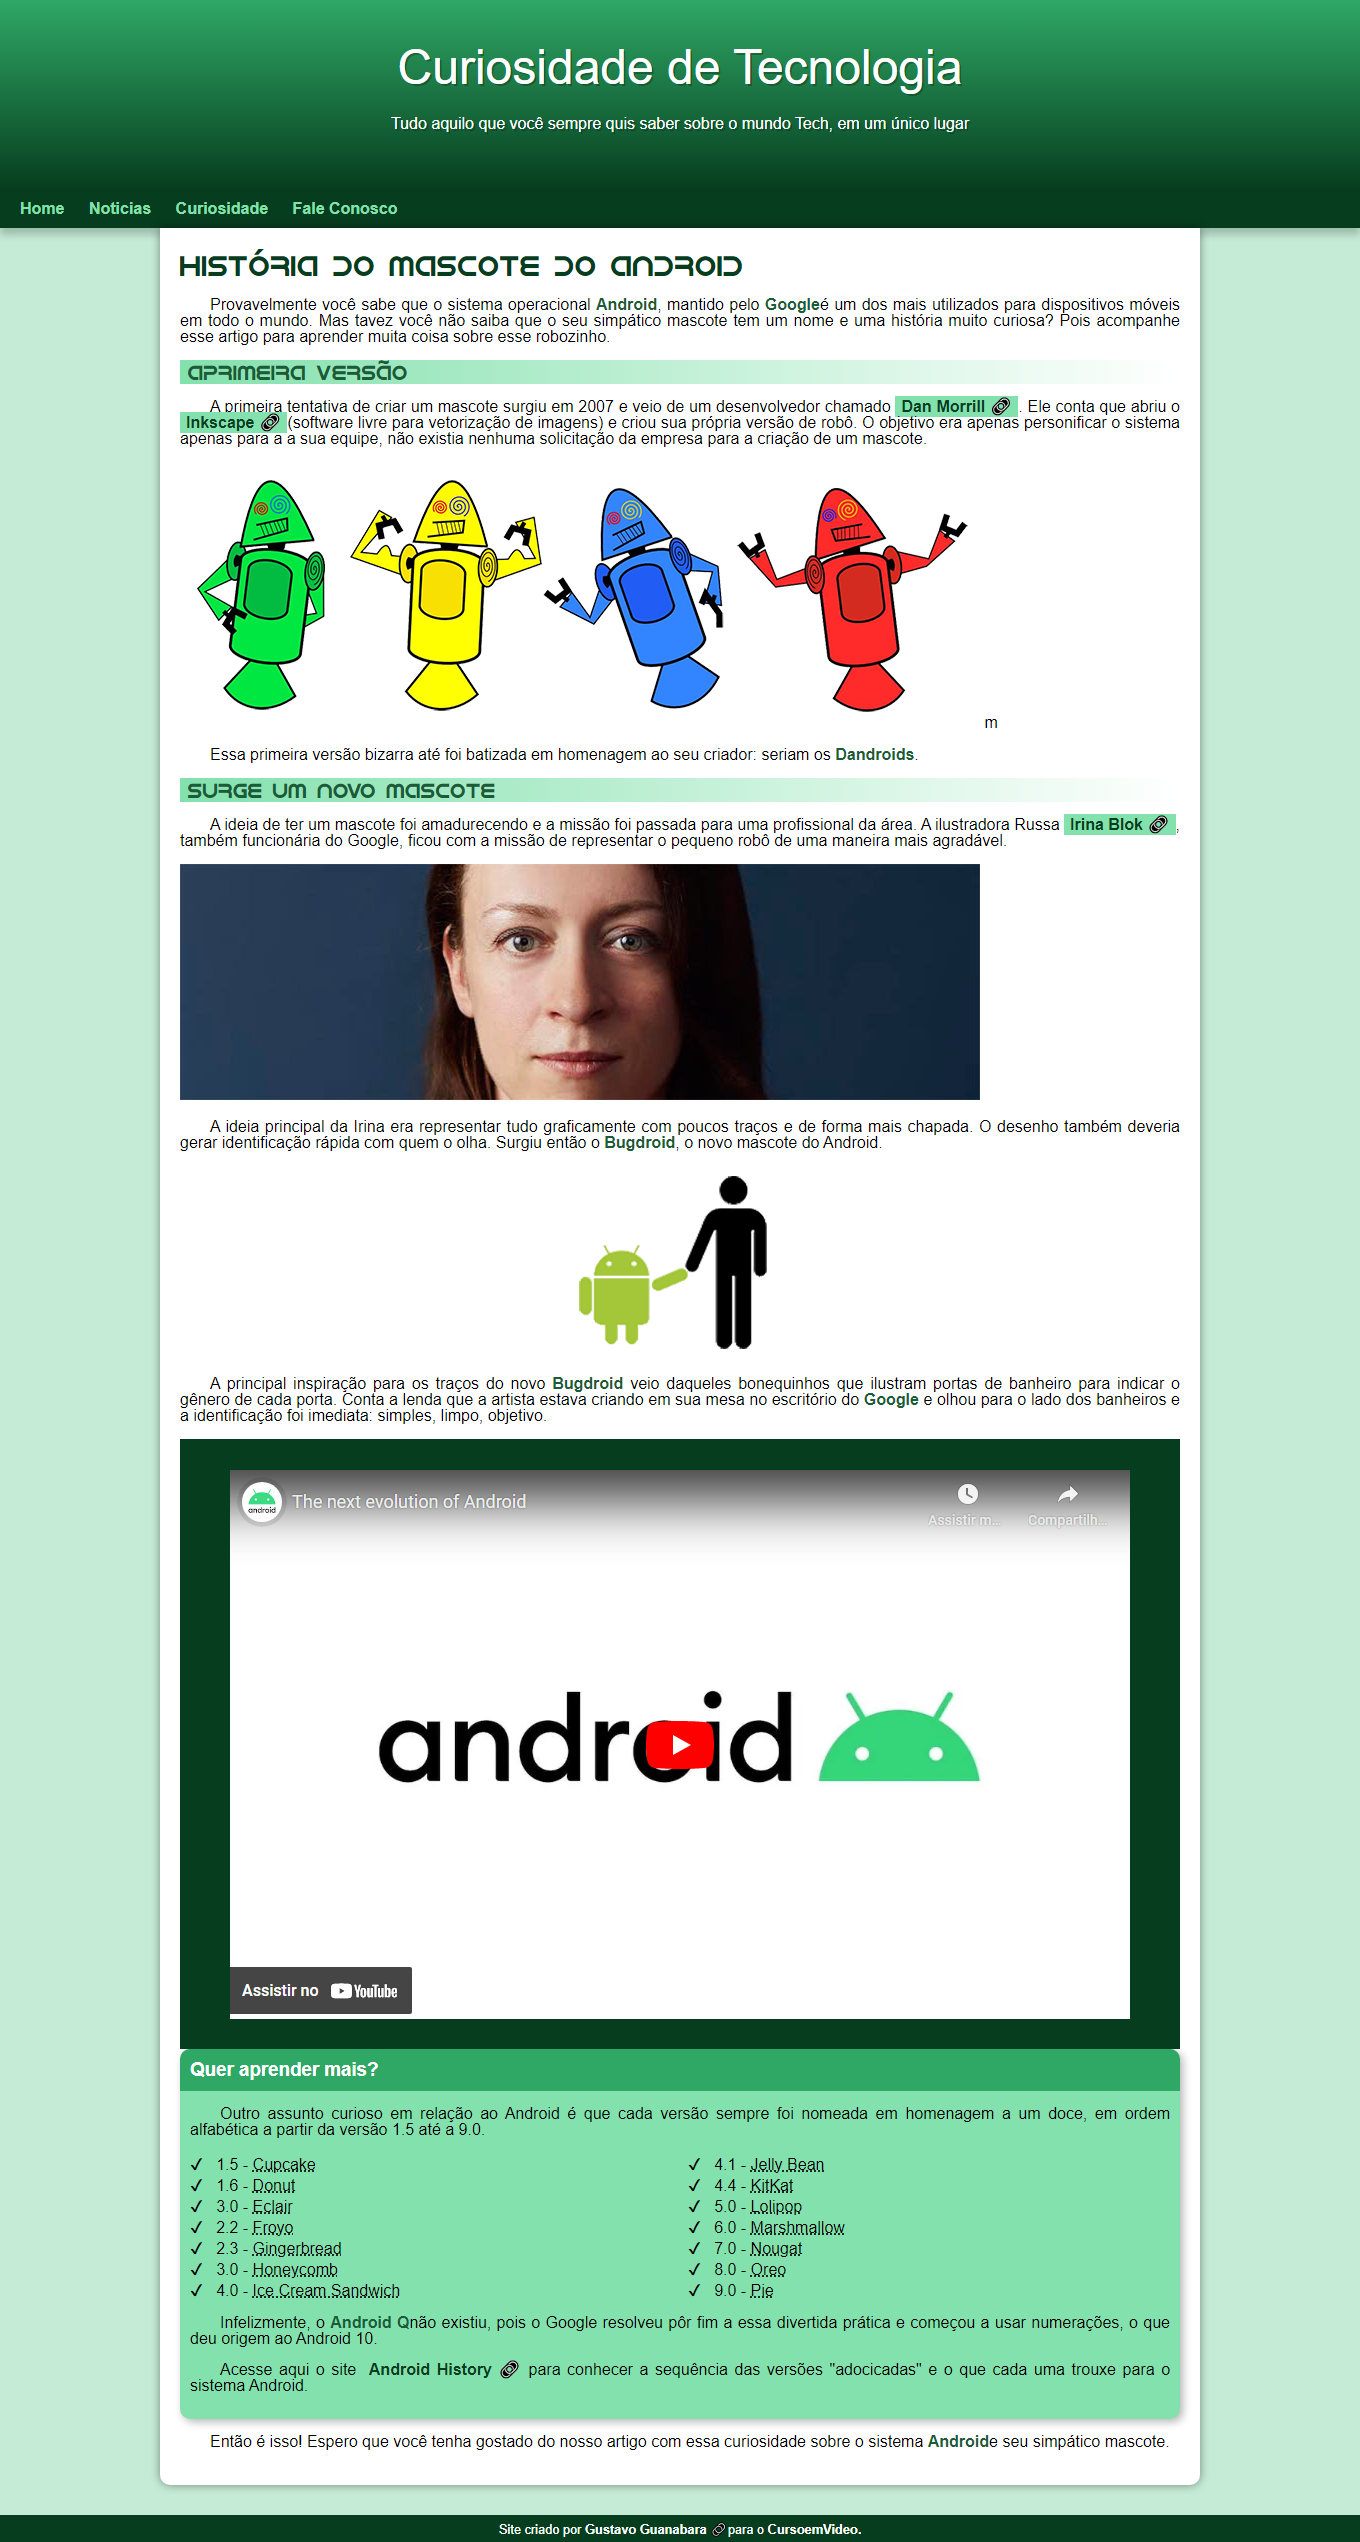 Curiosidade de Tecnologia
Tudo aquilo que você sempre quis saber sobre o mundo Tech, em um único lugar
Home Noticias Curiosidade Fale Conosco
HISTÓRIA DO MASCOTE DO ANDROID
Provavelmente você sabe que o sistema operacional Android, mantido pelo Googleé um dos mais utilizados para dispositivos móveis
em todo o mundo. Mas tavez você não saiba que o seu simpático mascote tem um nome e uma história muito curiosa? Pois acompanhe
esse artigo para aprender muita coisa sobre esse robozinho.
APRIMEIRA VERSÃO
A primeira tentativa de criar um mascote surgiu em 2007 e veio de um desenvolvedor chamado Dan Morrill . Ele conta que abriu o
Inkscape (software livre para vetorização de imagens) e criou sua própria versão de robô. O objetivo era apenas personificar o sistema
apenas para a a sua equipe, não existia nenhuma solicitação da empresa para a criação de um mascote.
m
Essa primeira versão bizarra até foi batizada em homenagem ao seu criador: seriam os Dandroids.
SURGE UM NOVO MASCOTE
A ideia de ter um mascote foi amadurecendo e a missão foi passada para uma profissional da área. A ilustradora Russa Irina Blok ,
também funcionária do Google, ficou com a missão de representar o pequeno robô de uma maneira mais agradável.
A ideia principal da Irina era representar tudo graficamente com poucos traços e de forma mais chapada. O desenho também deveria
gerar identificação rápida com quem o olha. Surgiu então o Bugdroid, o novo mascote do Android.
A principal inspiração para os traços do novo Bugdroid veio daqueles bonequinhos que ilustram portas de banheiro para indicar o
gênero de cada porta. Conta a lenda que a artista estava criando em sua mesa no escritório do Google e olhou para o lado dos banheiros e
a identificação foi imediata: simples, limpo, objetivo.
android
The next evolution of Android
Assistir m...
Compartilh...
android
Assistir no YouTube
Quer aprender mais?
Outro assunto curioso em relação ao Android é que cada versão sempre foi nomeada em homenagem a um doce, em ordem
alfabética a partir da versão 1.5 até a 9.0.
✓ 1.5 - Cupcake
✓ 1.6 - Donut
✓ 3.0 - Eclair
✓ 2.2 - Froyo
✓ 2.3 - Gingerbread
✓ 3.0 - Honeycomb
✓ 4.0 - Ice Cream Sandwich
✓ 4.1 - Jelly Bean
✓ 4.4 - KitKat
✓ 5.0 - Lolipop
✓ 6.0 - Marshmallow
✓ 7.0 - Nougat
✓ 8.0 - Oreo
✓ 9.0 - Pie
Infelizmente, o Android Qnão existiu, pois o Google resolveu pôr fim a essa divertida prática e começou a usar numerações, o que
deu origem ao Android 10.
Acesse aqui o site Android History para conhecer a sequência das versões "adocicadas" e o que cada uma trouxe para o
sistema Android.
Então é isso! Espero que você tenha gostado do nosso artigo com essa curiosidade sobre o sistema Androide seu simpático mascote.
Site criado por Gustavo Guanabara para o CursoemVideo.